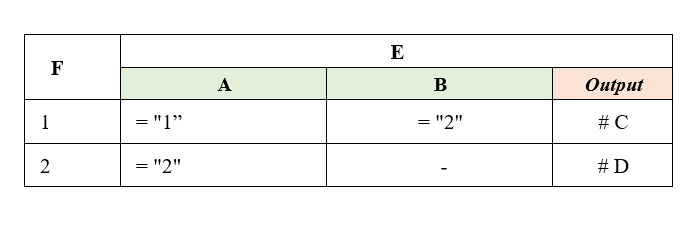 F
E
A B Output
1 = "1” = "2" # C
2 = "2" - # D